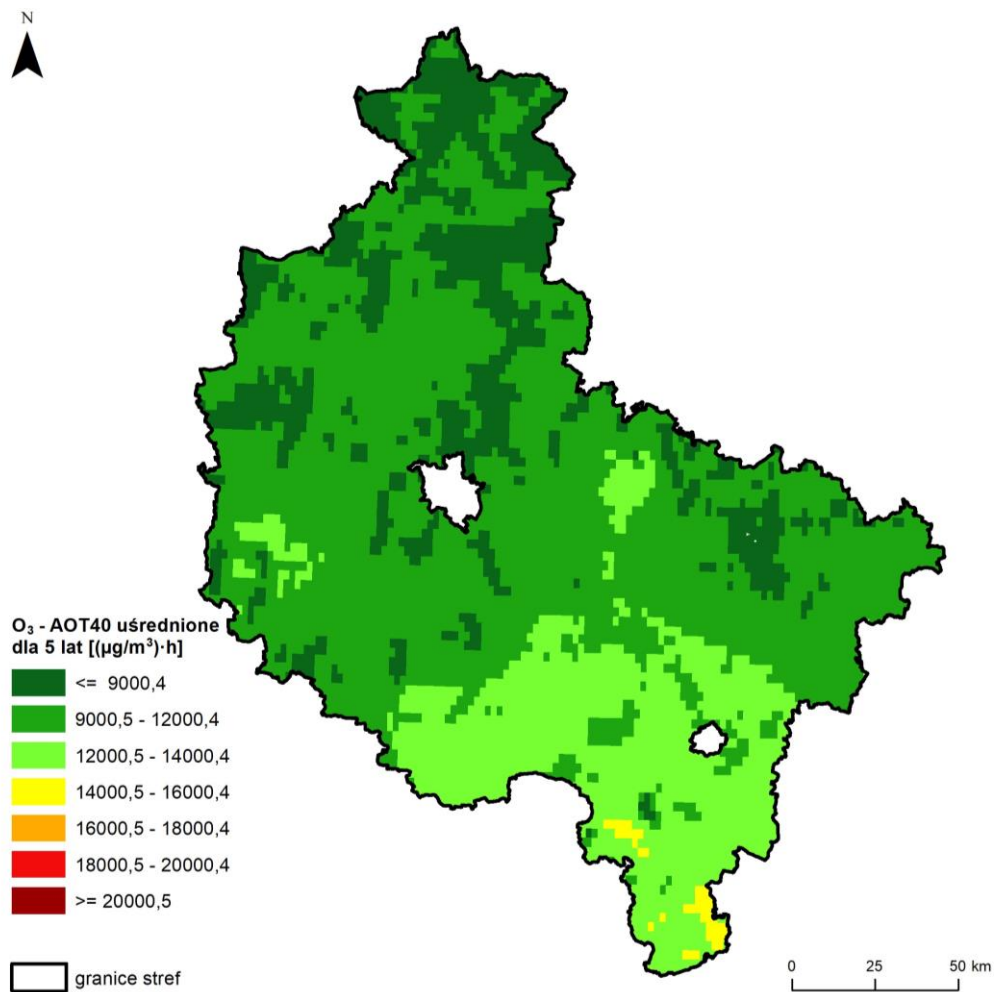 N
O₃ - AOT40 uśrednione
dla 5 lat [(µg/m³)·h]
<= 9000,4
9000,5 - 12000,4
12000,5 - 14000,4
14000,5 - 16000,4
16000,5 - 18000,4
18000,5 - 20000,4
>= 20000,5
granice stref
0 25 50 km